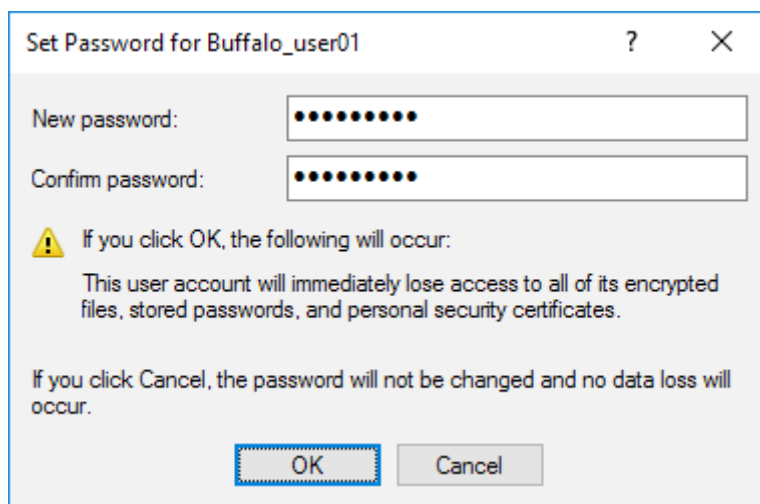 Set Password for Buffalo_user01 ? ×
New password: •••••••••
Confirm password: •••••••••
If you click OK, the following will occur:
This user account will immediately lose access to all of its encrypted
files, stored passwords, and personal security certificates.
If you click Cancel, the password will not be changed and no data loss will
occur.
OK Cancel